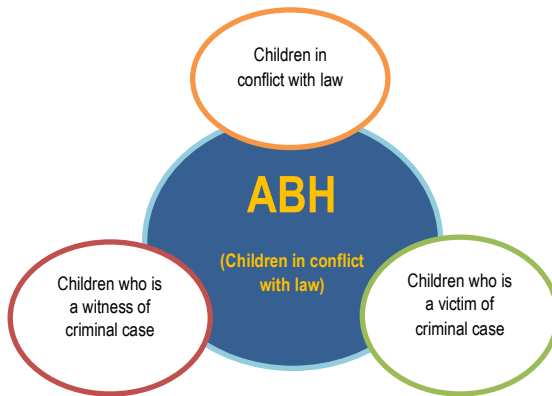 Children in
conflict with law
ABH
(Children in conflict
with law)
Children who is
a witness of
criminal case
Children who is
a victim of
criminal case